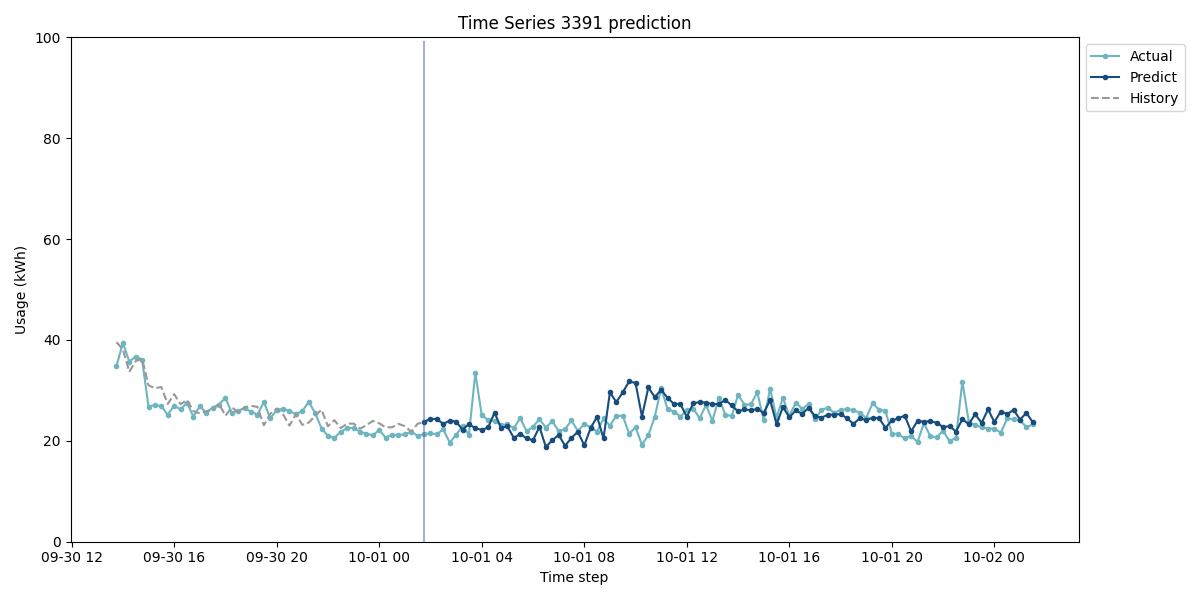 Time Series 3391 prediction
100
80
60
40
20
0
Usage (kWh)
09-30 12
09-30 16
09-30 20
10-01 00
10-01 04
10-01 08
10-01 12
10-01 16
10-01 20
10-02 00
Time step
Actual
Predict
History